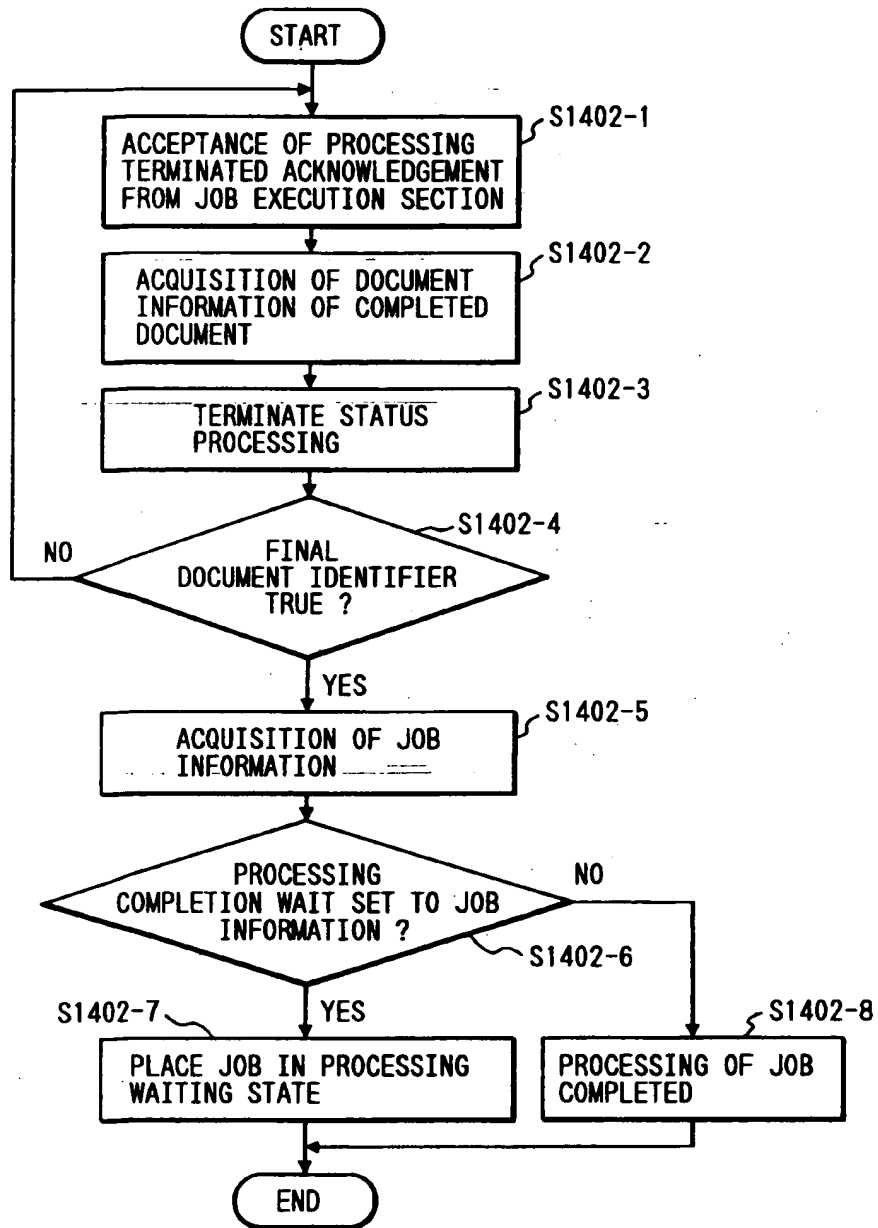 START
S1402-1
ACCEPTANCE OF PROCESSING
TERMINATED ACKNOWLEDGEMENT
FROM JOB EXECUTION SECTION
S1402-2
ACQUISITION OF DOCUMENT
INFORMATION OF COMPLETED
DOCUMENT
S1402-3
TERMINATE STATUS
PROCESSING
S1402-4
NO
FINAL
DOCUMENT IDENTIFIER
TRUE ?
YES
S1402-5
ACQUISITION OF JOB
INFORMATION
PROCESSING
COMPLETION WAIT SET TO JOB
INFORMATION ?
NO
S1402-6
S1402-7
YES
S1402-8
PLACE JOB IN PROCESSING
WAITING STATE
PROCESSING OF JOB
COMPLETED
END